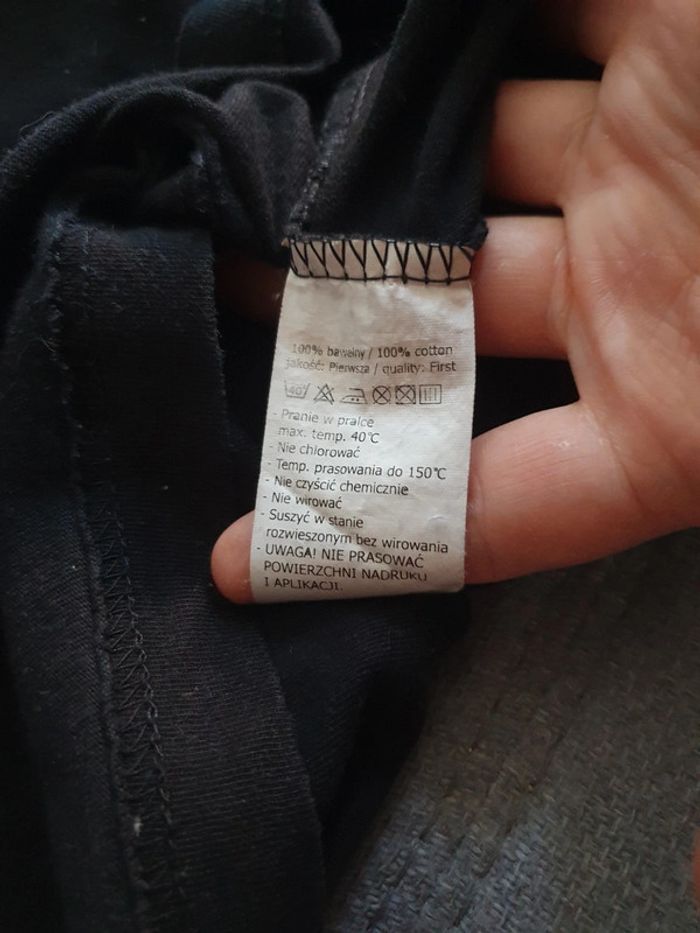 100% bawełny / 100% cotton
jakość: Pierwsza / quality: First
40°
- Pranie w pralce
max. temp. 40°C
- Nie chlorować
- Temp. prasowania do 150°C
- Nie czyścić chemicznie
- Nie wirować
- Suszyć w stanie
rozwieszonym bez wirowania
- UWAGA! NIE PRASOWAĆ
POWIERZCHNI NADRUKU
I APLIKACJI.